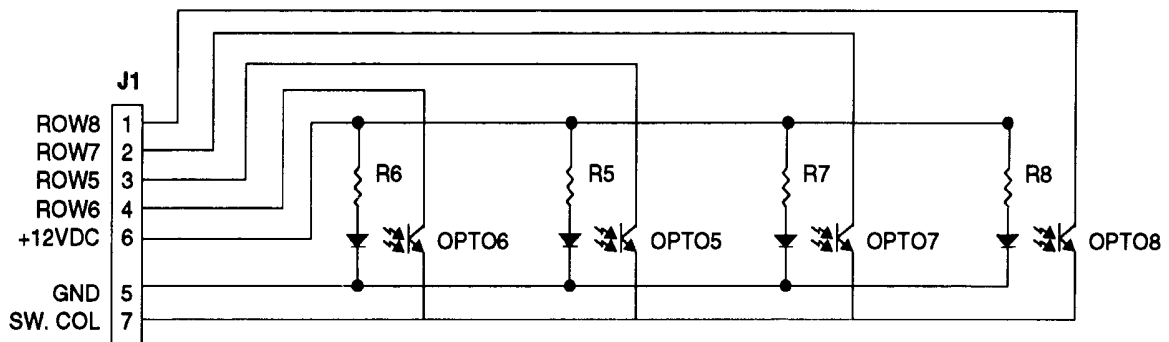 J1
ROW8 1
ROW7 2
ROW5 3
ROW6 4
+12VDC 6
GND 5
SW. COL 7
R6
R5
R7
R8
OPTO6
OPTO5
OPTO7
OPTO8